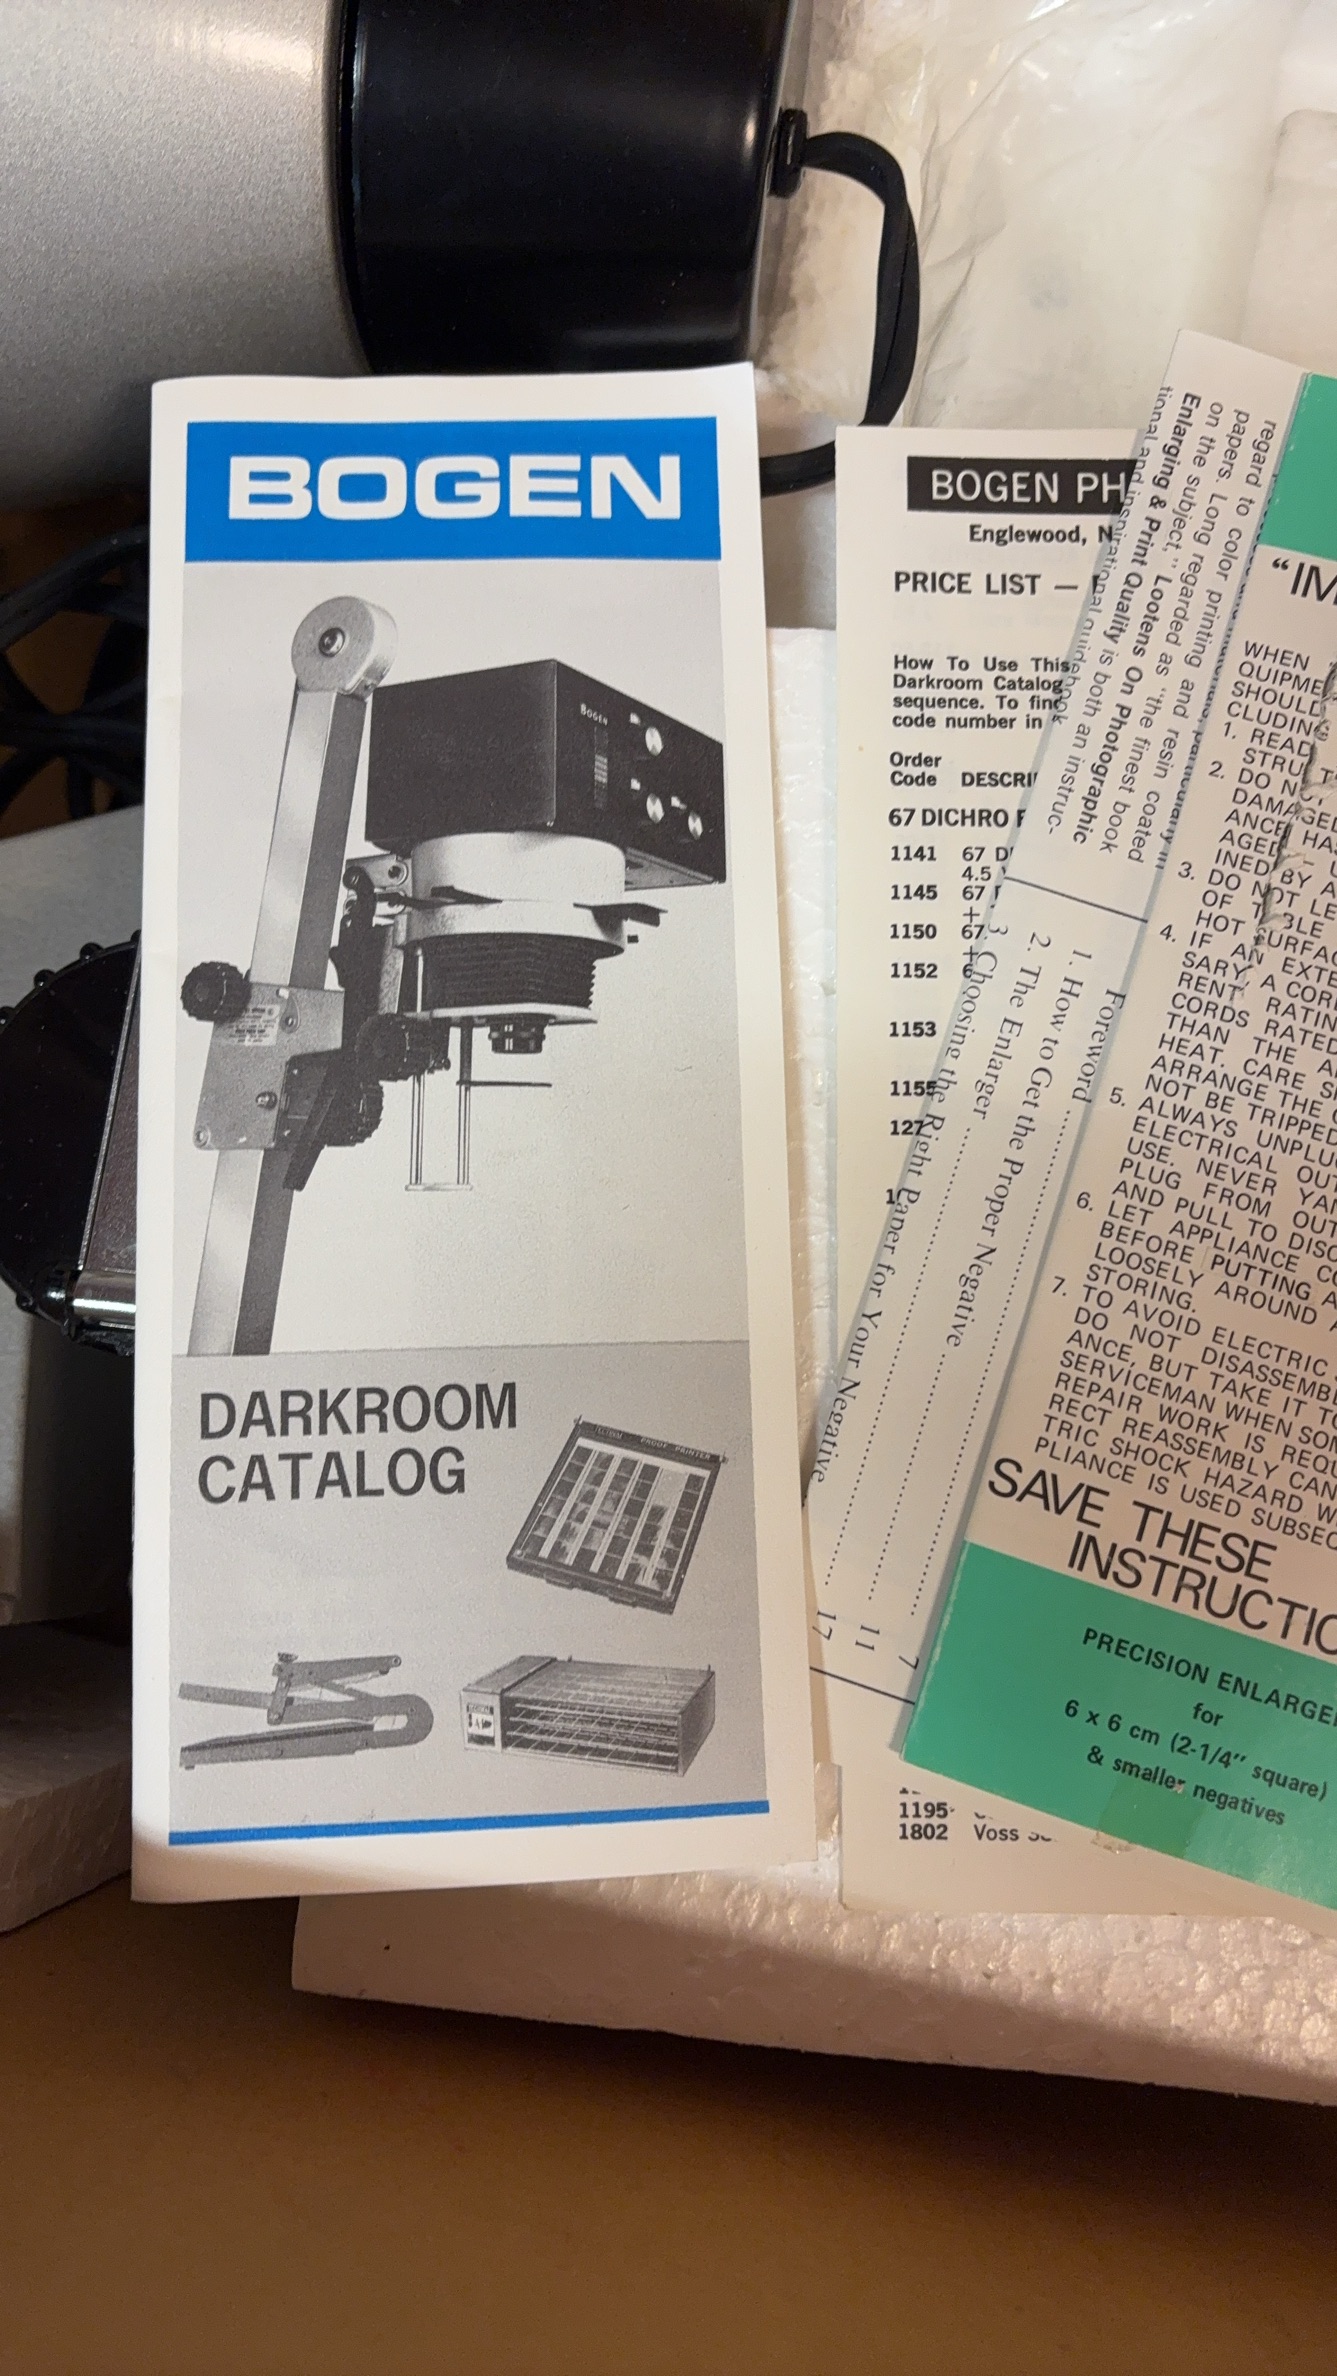 BOGEN
BOGEN
DARKROOM
CATALOG
PROOF PRINTER
BOGEN PH
Englewood, N
PRICE LIST —
How To Use This
Darkroom Catalog
sequence. To find
code number in
Order
Code DESCRI
67 DICHRO
1141 67 D
4.5
1145 67
+
1150 67
+
1152 6
1153
1155
127
1195
1802 Voss
regard to color printing and resin coated
papers. Long regarded as "the finest book
on the subject," Lootens On Photographic
Enlarging & Print Quality is both an instruc-
tional and inspirational guidebook
Foreword
1. How to Get the Proper Negative 7
2. The Enlarger 11
3 Choosing the Right Paper for Your Negative 17
"IM
WHEN
QUIPME
SHOULD
CLUDING
1. READ
STRU
2. DO NOT
DAMAGED
ANCE HAS
AGED – U
INED BY A
3. DO NOT LE
OF TABLE
HOT SURFAC
4. IF AN EXTE
SARY, A COR
RENT RATIN
CORDS RATED
THAN THE A
HEAT. CARE S
ARRANGE THE
NOT BE TRIPPED
5. ALWAYS UNPLU
ELECTRICAL OUT
USE. NEVER YAN
PLUG FROM OUT
AND PULL TO DISC
6. LET APPLIANCE CO
BEFORE PUTTING A
LOOSELY AROUND A
STORING.
7. TO AVOID ELECTRIC
DO NOT DISASSEMBL
ANCE, BUT TAKE IT TO
SERVICEMAN WHEN SOM
REPAIR WORK IS REQU
RECT REASSEMBLY CAN
TRIC SHOCK HAZARD W
PLIANCE IS USED SUBSEQ
SAVE THESE
INSTRUCTIO
PRECISION ENLARGE
for
6 x 6 cm (2-1/4" square)
& smaller negatives